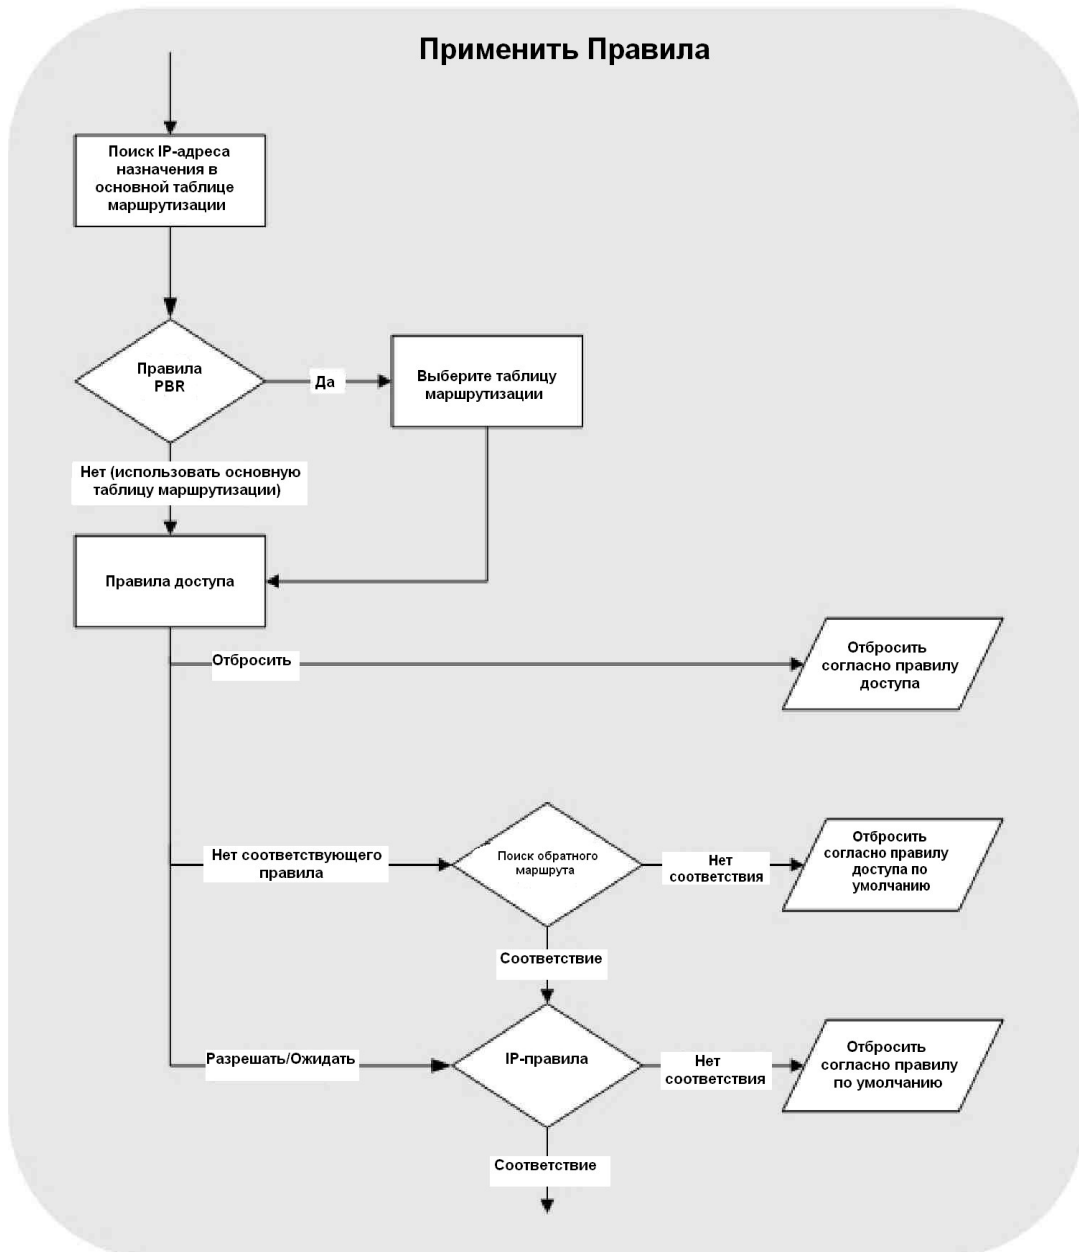 Применить Правила
Поиск IP-адреса
назначения в
основной таблице
маршрутизации
Правила
PBR
Да
Выберите таблицу
маршрутизации
Нет (использовать основную
таблицу маршрутизации)
Правила доступа
Отбросить
Отбросить
согласно правилу
доступа
Нет соответствующего
правила
Поиск обратного
маршрута
Нет
соответствия
Отбросить
согласно правилу
доступа по
умолчанию
Соответствие
Разрешать/Ожидать
IP-правила
Нет
соответствия
Отбросить
согласно правилу
по умолчанию
Соответствие